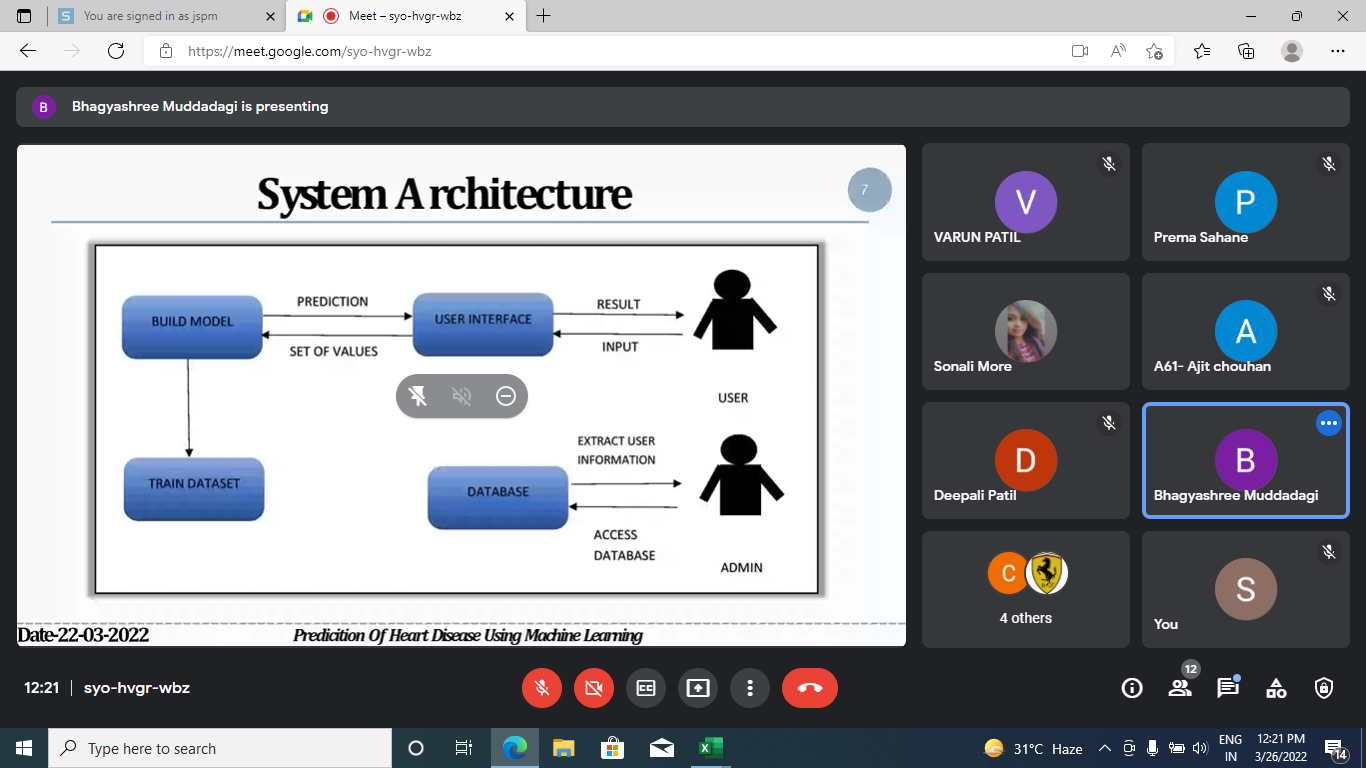 You are signed in as jspm
Meet – syo-hvgr-wbz
https://meet.google.com/syo-hvgr-wbz
B
Bhagyashree Muddadagi is presenting
System Architecture
7
BUILD MODEL
PREDICTION
SET OF VALUES
USER INTERFACE
RESULT
INPUT
USER
TRAIN DATASET
DATABASE
EXTRACT USER
INFORMATION
ACCESS
DATABASE
ADMIN
Date-22-03-2022
Predicition Of Heart Disease Using Machine Learning
V
VARUN PATIL
P
Prema Sahane
Sonali More
A
A61- Ajit chouhan
D
Deepali Patil
B
Bhagyashree Muddadagi
C
4 others
S
You
12:21
syo-hvgr-wbz
12
Type here to search
31°C Haze
ENG
IN
12:21 PM
3/26/2022
14